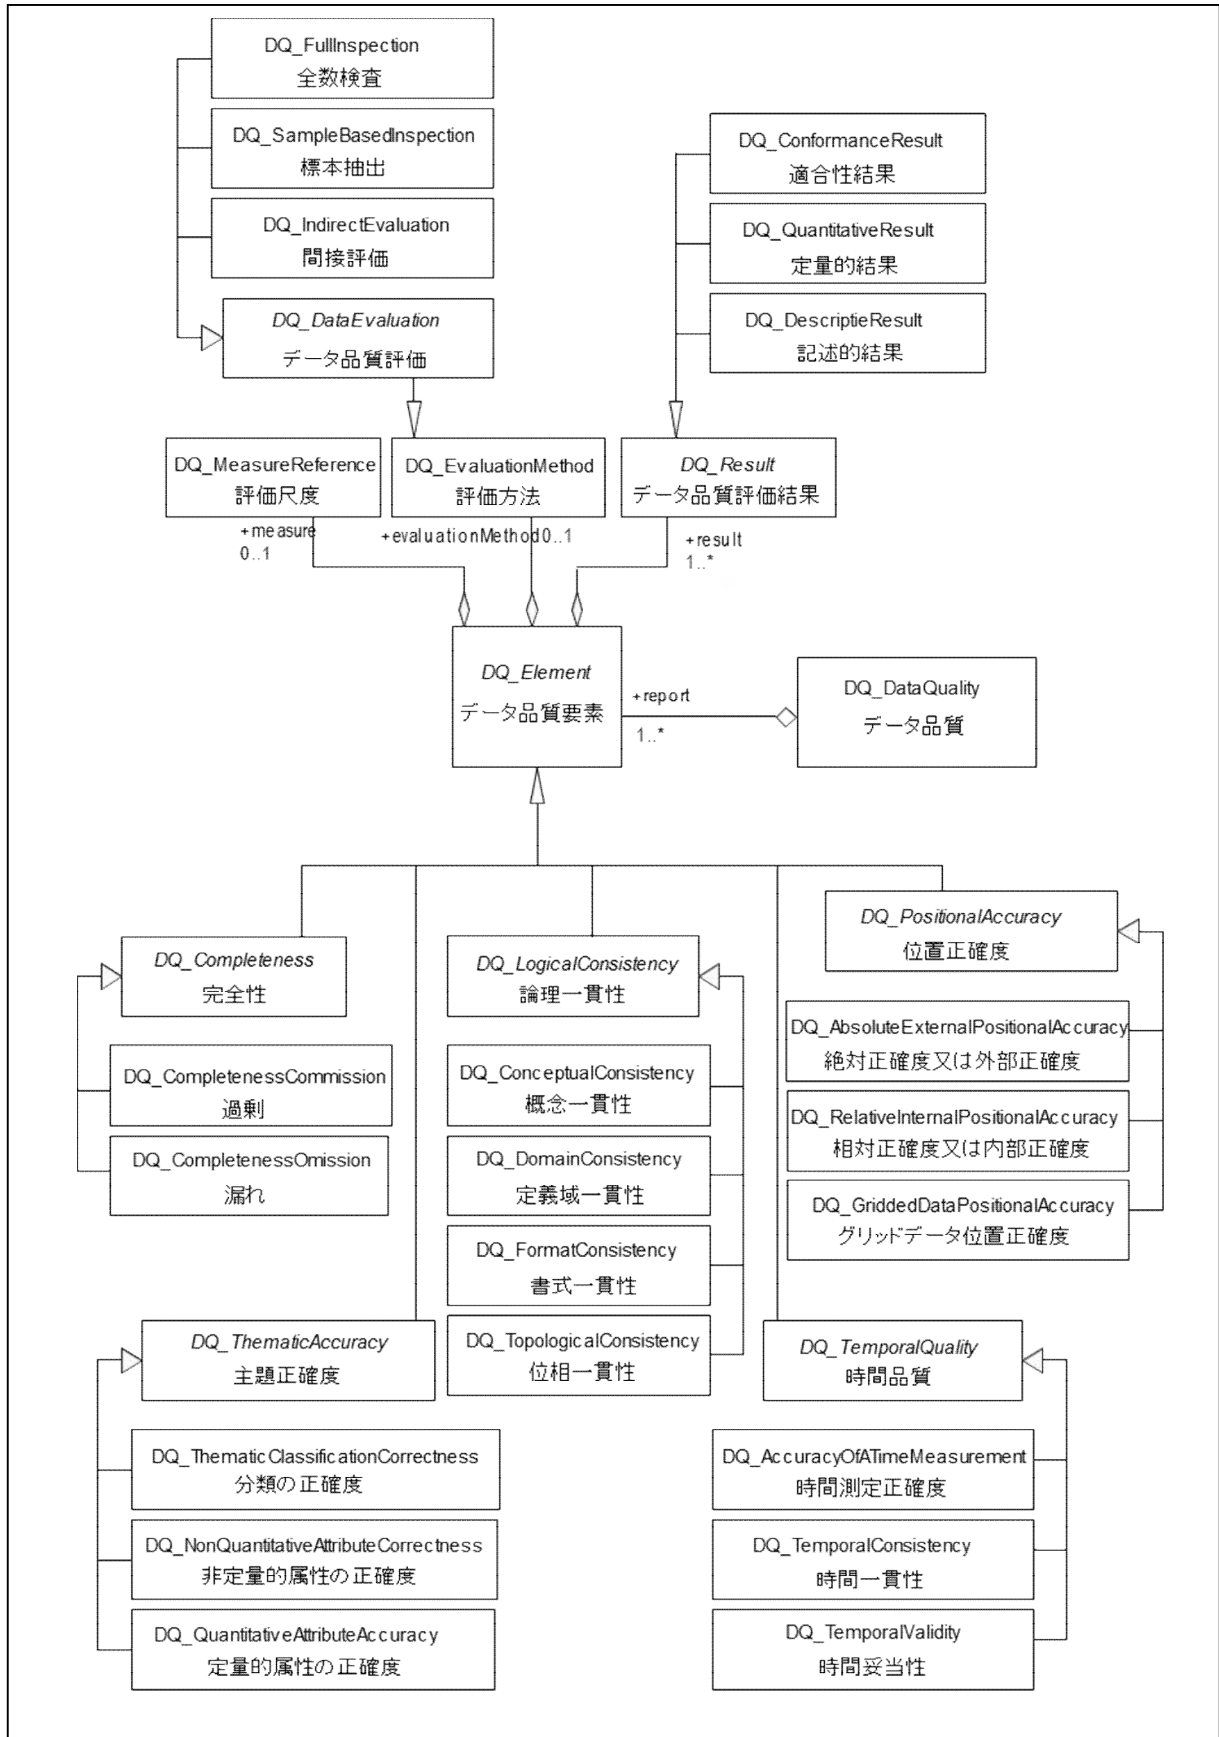 DQ_FullInspection
全数検査
DQ_SampleBasedInspection
標本抽出
DQ_IndirectEvaluation
間接評価
DQ_DataEvaluation
データ品質評価
DQ_ConformanceResult
適合性結果
DQ_QuantitativeResult
定量的結果
DQ_DescriptieResult
記述的結果
DQ_MeasureReference
評価尺度
DQ_EvaluationMethod
評価方法
DQ_Result
データ品質評価結果
+measure
0..1
+evaluationMethod0..1
+result
1..*
DQ_Element
データ品質要素
+report
1..*
DQ_DataQuality
データ品質
DQ_Completeness
完全性
DQ_CompletenessCommission
過剰
DQ_CompletenessOmission
漏れ
DQ_LogicalConsistency
論理一貫性
DQ_ConceptualConsistency
概念一貫性
DQ_DomainConsistency
定義域一貫性
DQ_FormatConsistency
書式一貫性
DQ_TopologicalConsistency
位相一貫性
DQ_PositionalAccuracy
位置正確度
DQ_AbsoluteExternalPositionalAccuracy
絶対正確度又は外部正確度
DQ_RelativeInternalPositionalAccuracy
相対正確度又は内部正確度
DQ_GriddedDataPositionalAccuracy
グリッドデータ位置正確度
DQ_ThematicAccuracy
主題正確度
DQ_ThematicClassificationCorrectness
分類の正確度
DQ_NonQuantitativeAttributeCorrectness
非定量的属性の正確度
DQ_QuantitativeAttributeAccuracy
定量的属性の正確度
DQ_TemporalQuality
時間品質
DQ_AccuracyOfATimeMeasurement
時間測定正確度
DQ_TemporalConsistency
時間一貫性
DQ_TemporalValidity
時間妥当性